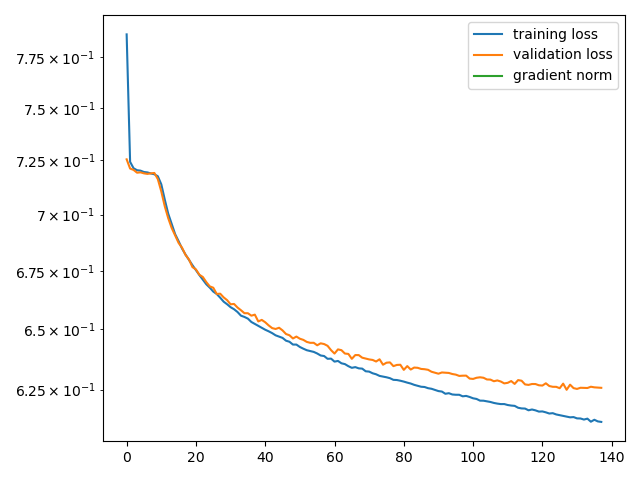 training loss
validation loss
gradient norm
7.75 × 10⁻¹
7.5 × 10⁻¹
7.25 × 10⁻¹
7 × 10⁻¹
6.75 × 10⁻¹
6.5 × 10⁻¹
6.25 × 10⁻¹
0 20 40 60 80 100 120 140